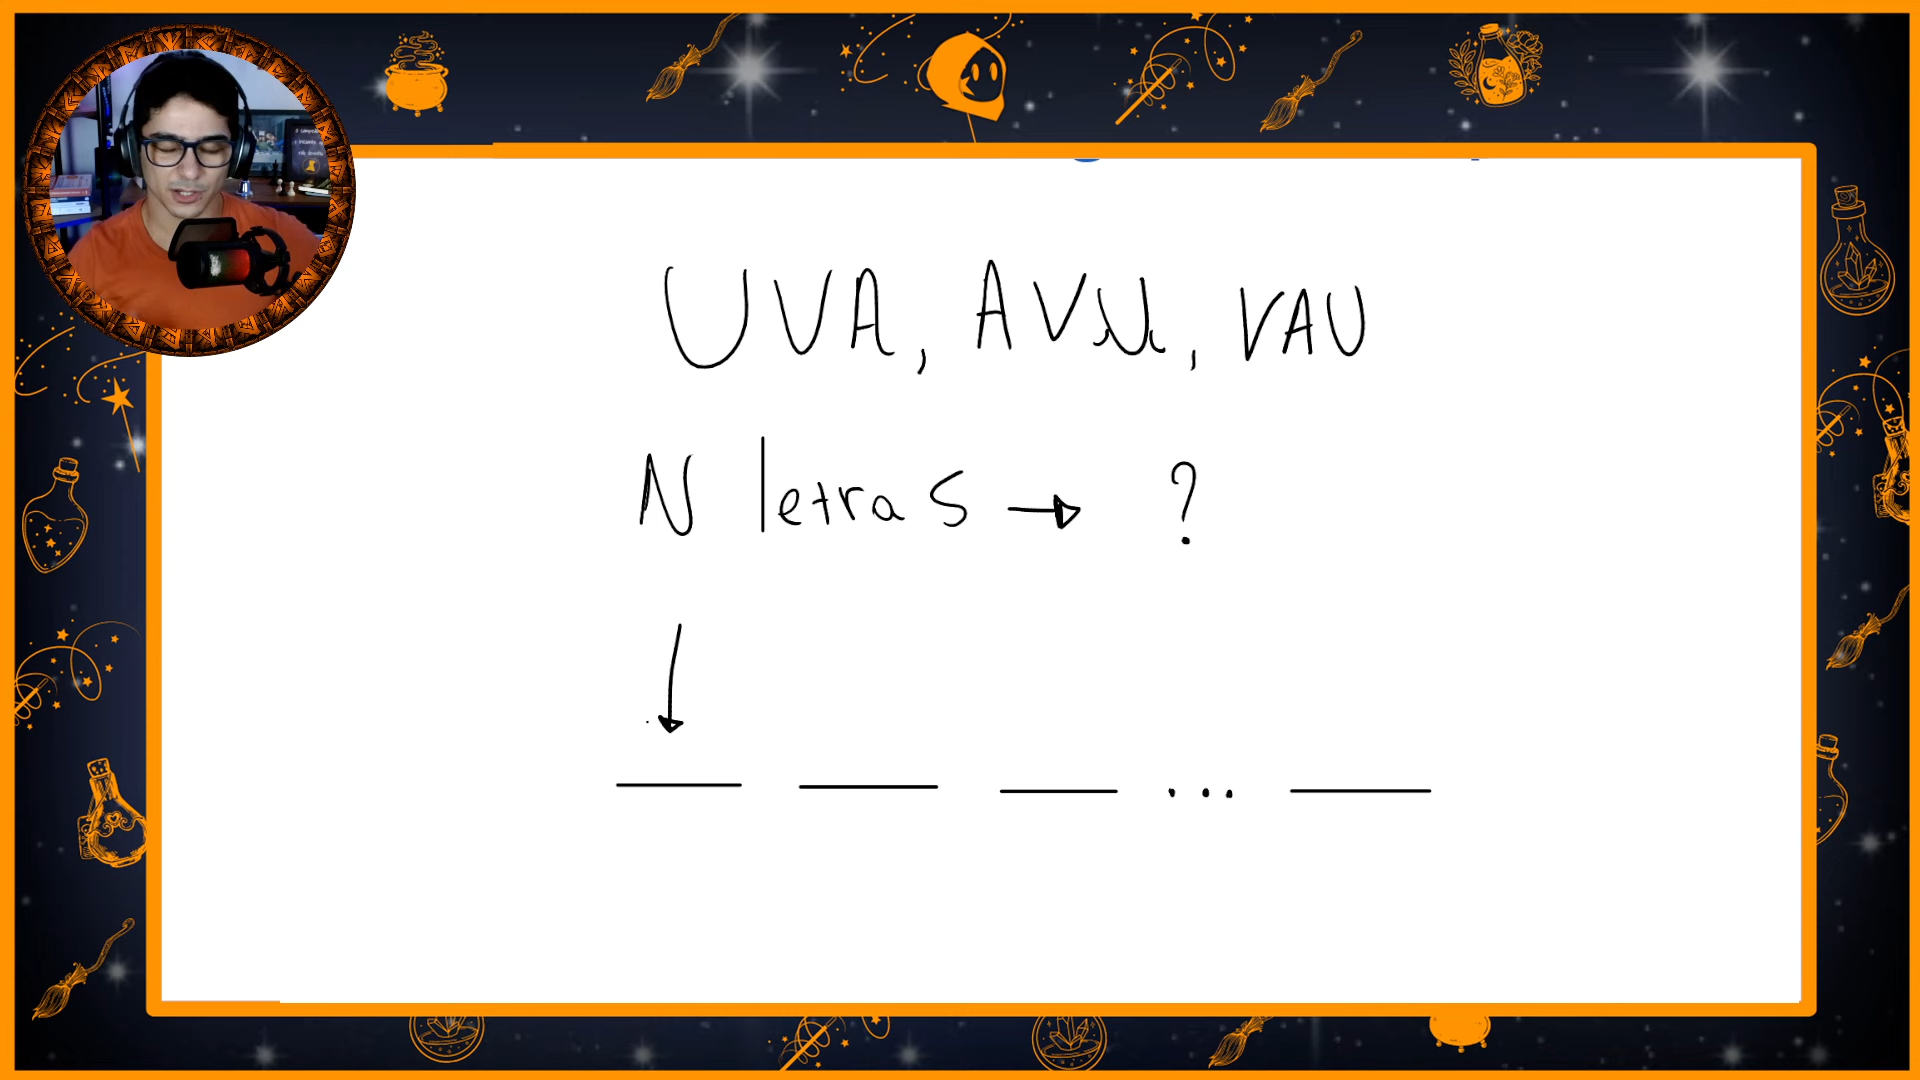 UVA, AVU, VAU
N letras → ?
...